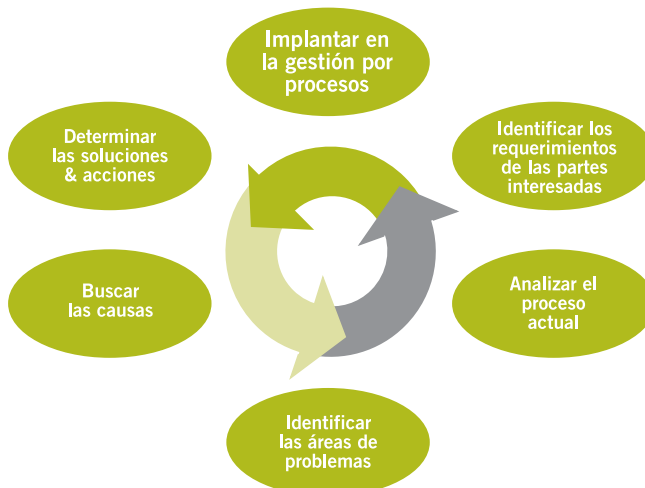 Implantar en
la gestión por
procesos
Identificar los
requerimientos
de las partes
interesadas
Analizar el
proceso
actual
Identificar
las áreas de
problemas
Buscar
las causas
Determinar
las soluciones
& acciones